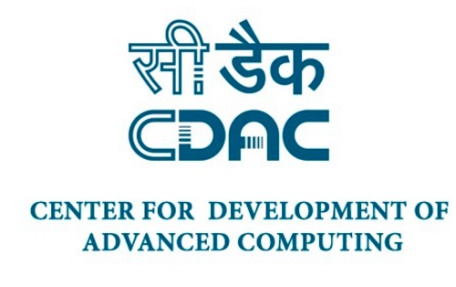 सी डैक
CDAC
CENTER FOR DEVELOPMENT OF
ADVANCED COMPUTING